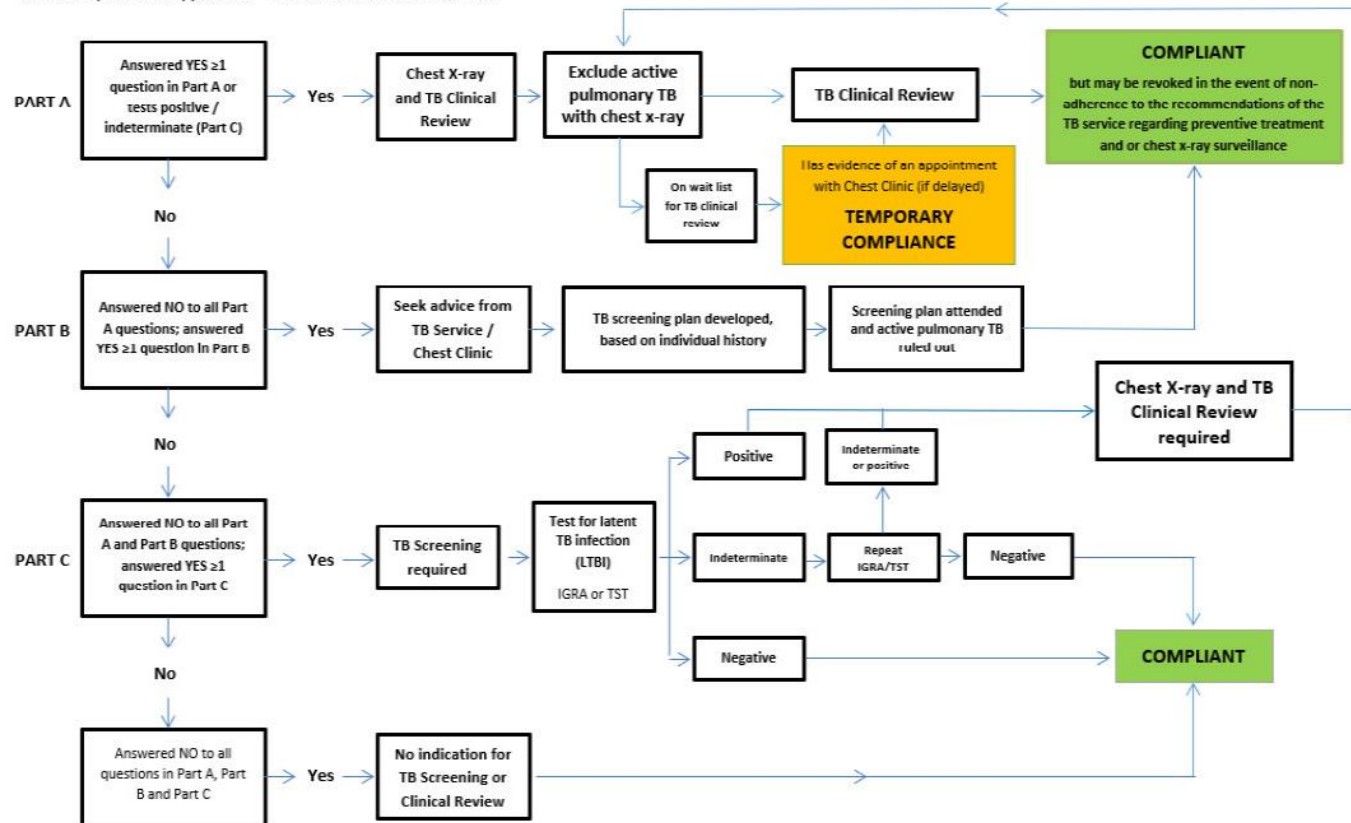 PART A
Answered YES ≥1
question in Part A or
tests positive /
indeterminate (Part C)
Yes
Chest X-ray
and TB Clinical
Review
Exclude active
pulmonary TB
with chest x-ray
TB Clinical Review
COMPLIANT
but may be revoked in the event of non-
adherence to the recommendations of the
TB service regarding preventive treatment
and or chest x-ray surveillance
On wait list
for TB clinical
review
Has evidence of an appointment
with Chest Clinic (if delayed)
TEMPORARY
COMPLIANCE
No
PART B
Answered NO to all Part
A questions; answered
YES ≥1 question in Part B
Yes
Seek advice from
TB Service /
Chest Clinic
TB screening plan developed,
based on individual history
Screening plan attended
and active pulmonary TB
ruled out
No
Chest X-ray and TB
Clinical Review
required
Positive
Indeterminate
or positive
PART C
Answered NO to all Part
A and Part B questions;
answered YES ≥1
question in Part C
Yes
TB Screening
required
Test for latent
TB infection
(LTBI)
IGRA or TST
Indeterminate
Repeat
IGRA/TST
Negative
Negative
COMPLIANT
No
Answered NO to all
questions in Part A, Part
B and Part C
Yes
No indication for
TB Screening or
Clinical Review